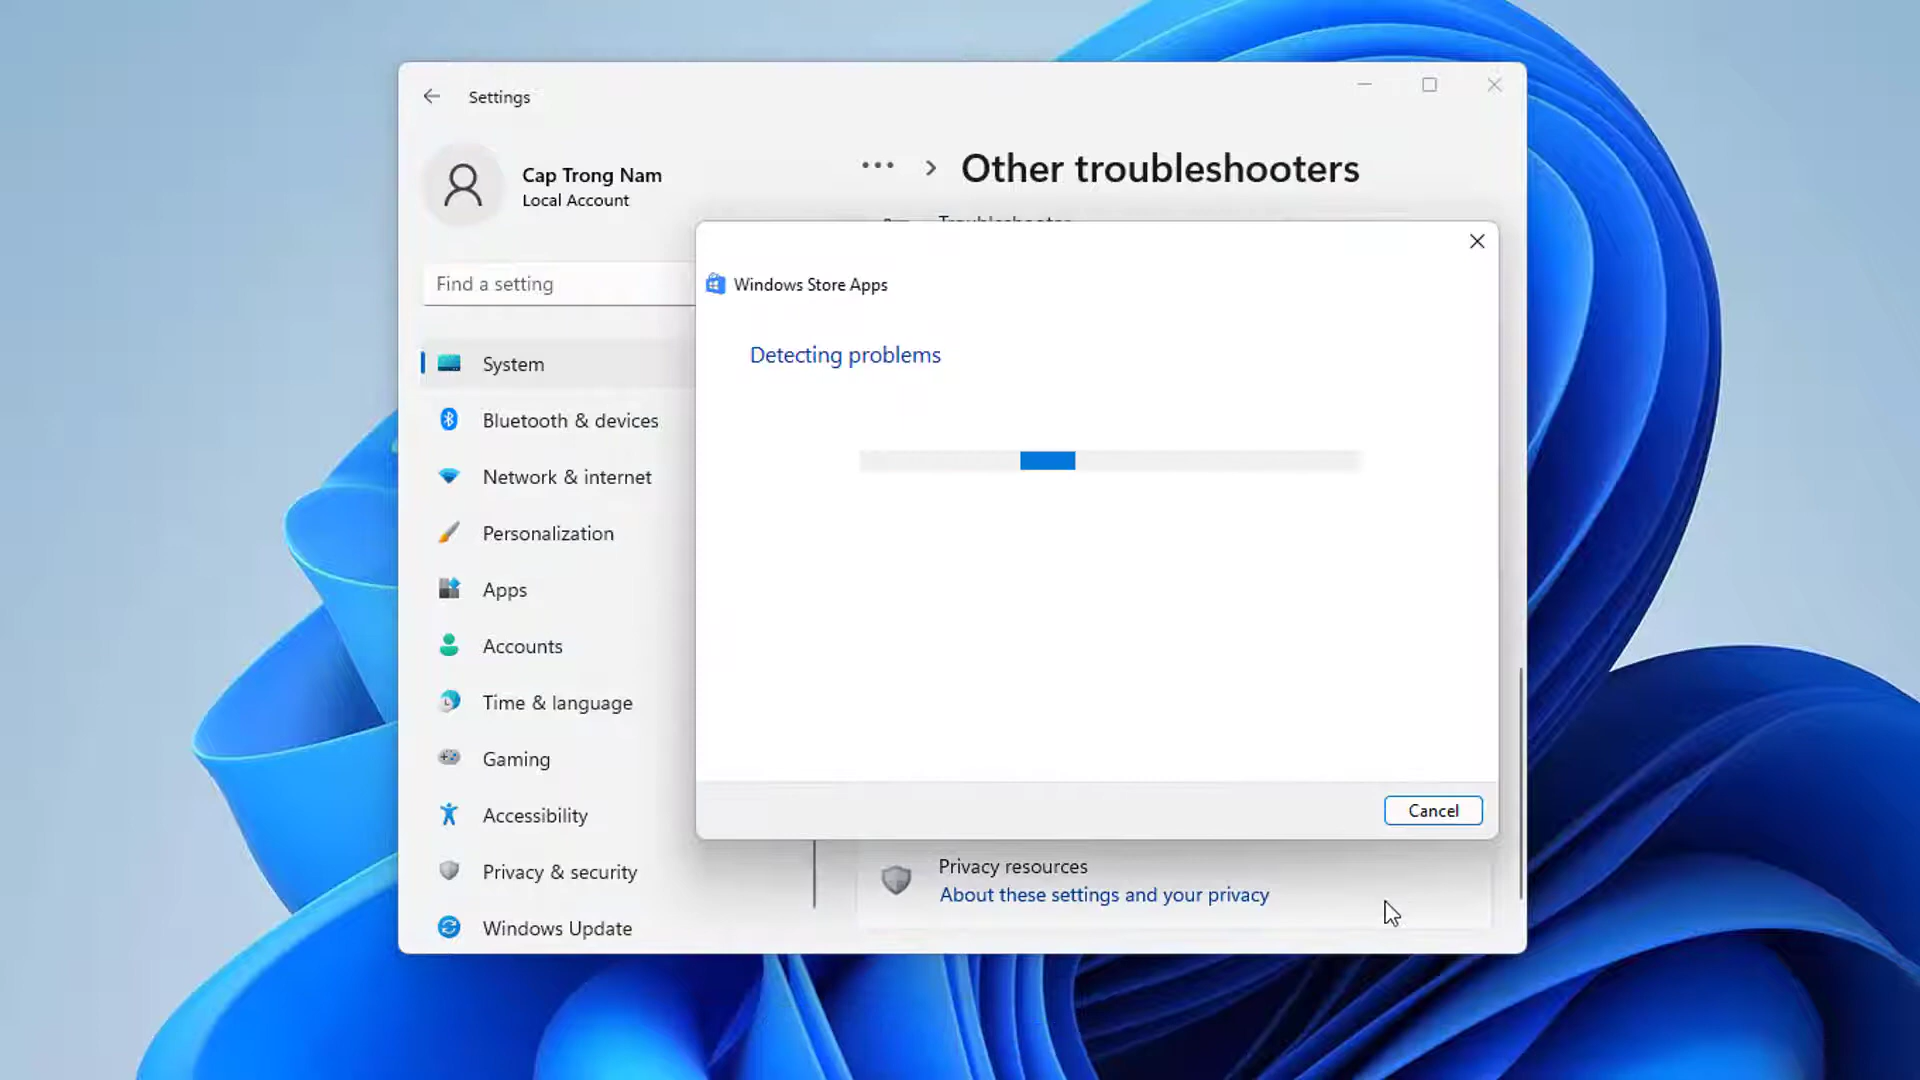 Settings
Cap Trong Nam
Local Account
Find a setting
System
Bluetooth & devices
Network & internet
Personalization
Apps
Accounts
Time & language
Gaming
Accessibility
Privacy & security
Windows Update
••• > Other troubleshooters
Troubleshooter
Windows Store Apps
Detecting problems
Cancel
Privacy resources
About these settings and your privacy